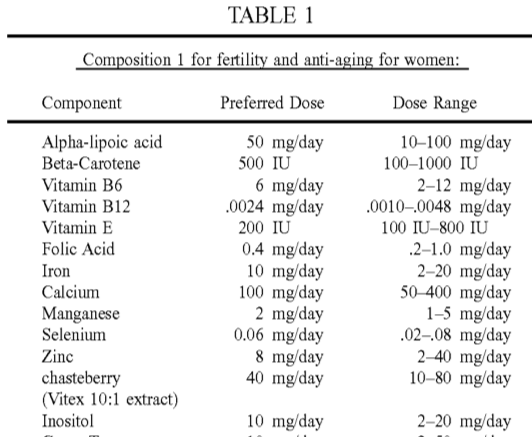 TABLE 1
Composition 1 for fertility and anti-aging for women:
Component Preferred Dose Dose Range
Alpha-lipoic acid 50 mg/day 10–100 mg/day
Beta-Carotene 500 IU 100–1000 IU
Vitamin B6 6 mg/day 2–12 mg/day
Vitamin B12 .0024 mg/day .0010–.0048 mg/day
Vitamin E 200 IU 100 IU–800 IU
Folic Acid 0.4 mg/day .2–1.0 mg/day
Iron 10 mg/day 2–20 mg/day
Calcium 100 mg/day 50–400 mg/day
Manganese 2 mg/day 1–5 mg/day
Selenium 0.06 mg/day .02–.08 mg/day
Zinc 8 mg/day 2–40 mg/day
chasteberry 40 mg/day 10–80 mg/day
(Vitex 10:1 extract)
Inositol 10 mg/day 2–20 mg/day